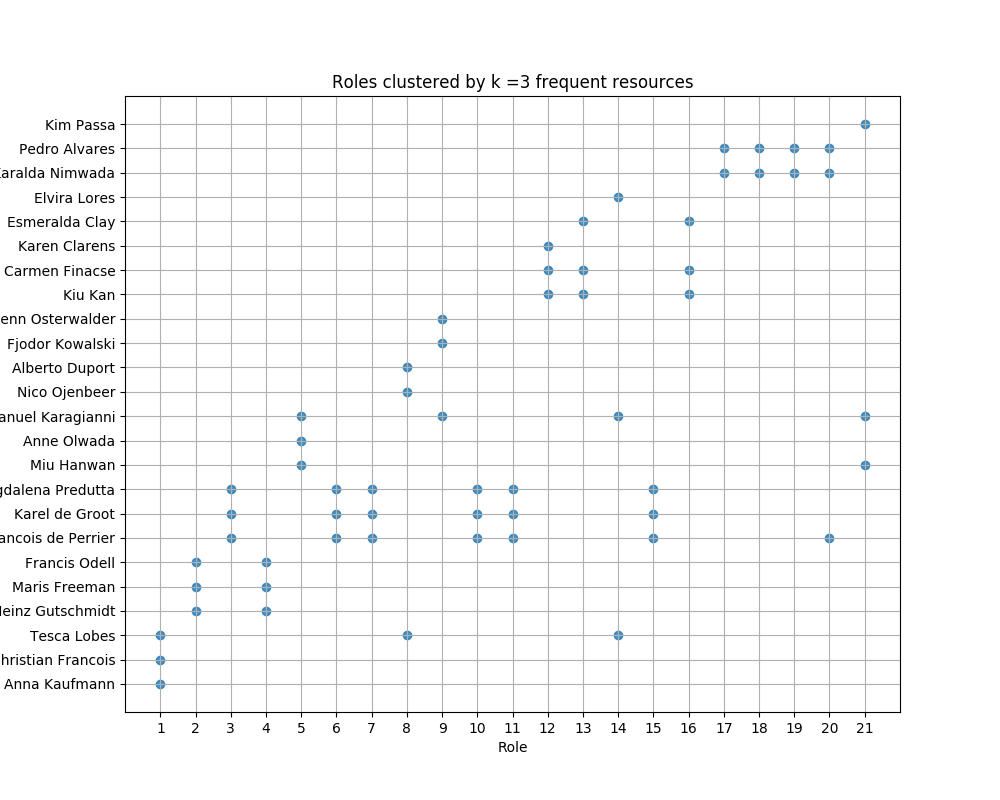 Roles clustered by k =3 frequent resources
Kim Passa
Pedro Alvares
aralda Nimwada
Elvira Lores
Esmeralda Clay
Karen Clarens
Carmen Finacse
Kiu Kan
enn Osterwalder
Fjodor Kowalski
Alberto Duport
Nico Ojenbeer
anuel Karagianni
Anne Olwada
Miu Hanwan
gdalena Predutta
Karel de Groot
ancois de Perrier
Francis Odell
Maris Freeman
Heinz Gutschmidt
Tesca Lobes
hristian Francois
Anna Kaufmann
1 2 3 4 5 6 7 8 9 10 11 12 13 14 15 16 17 18 19 20 21
Role